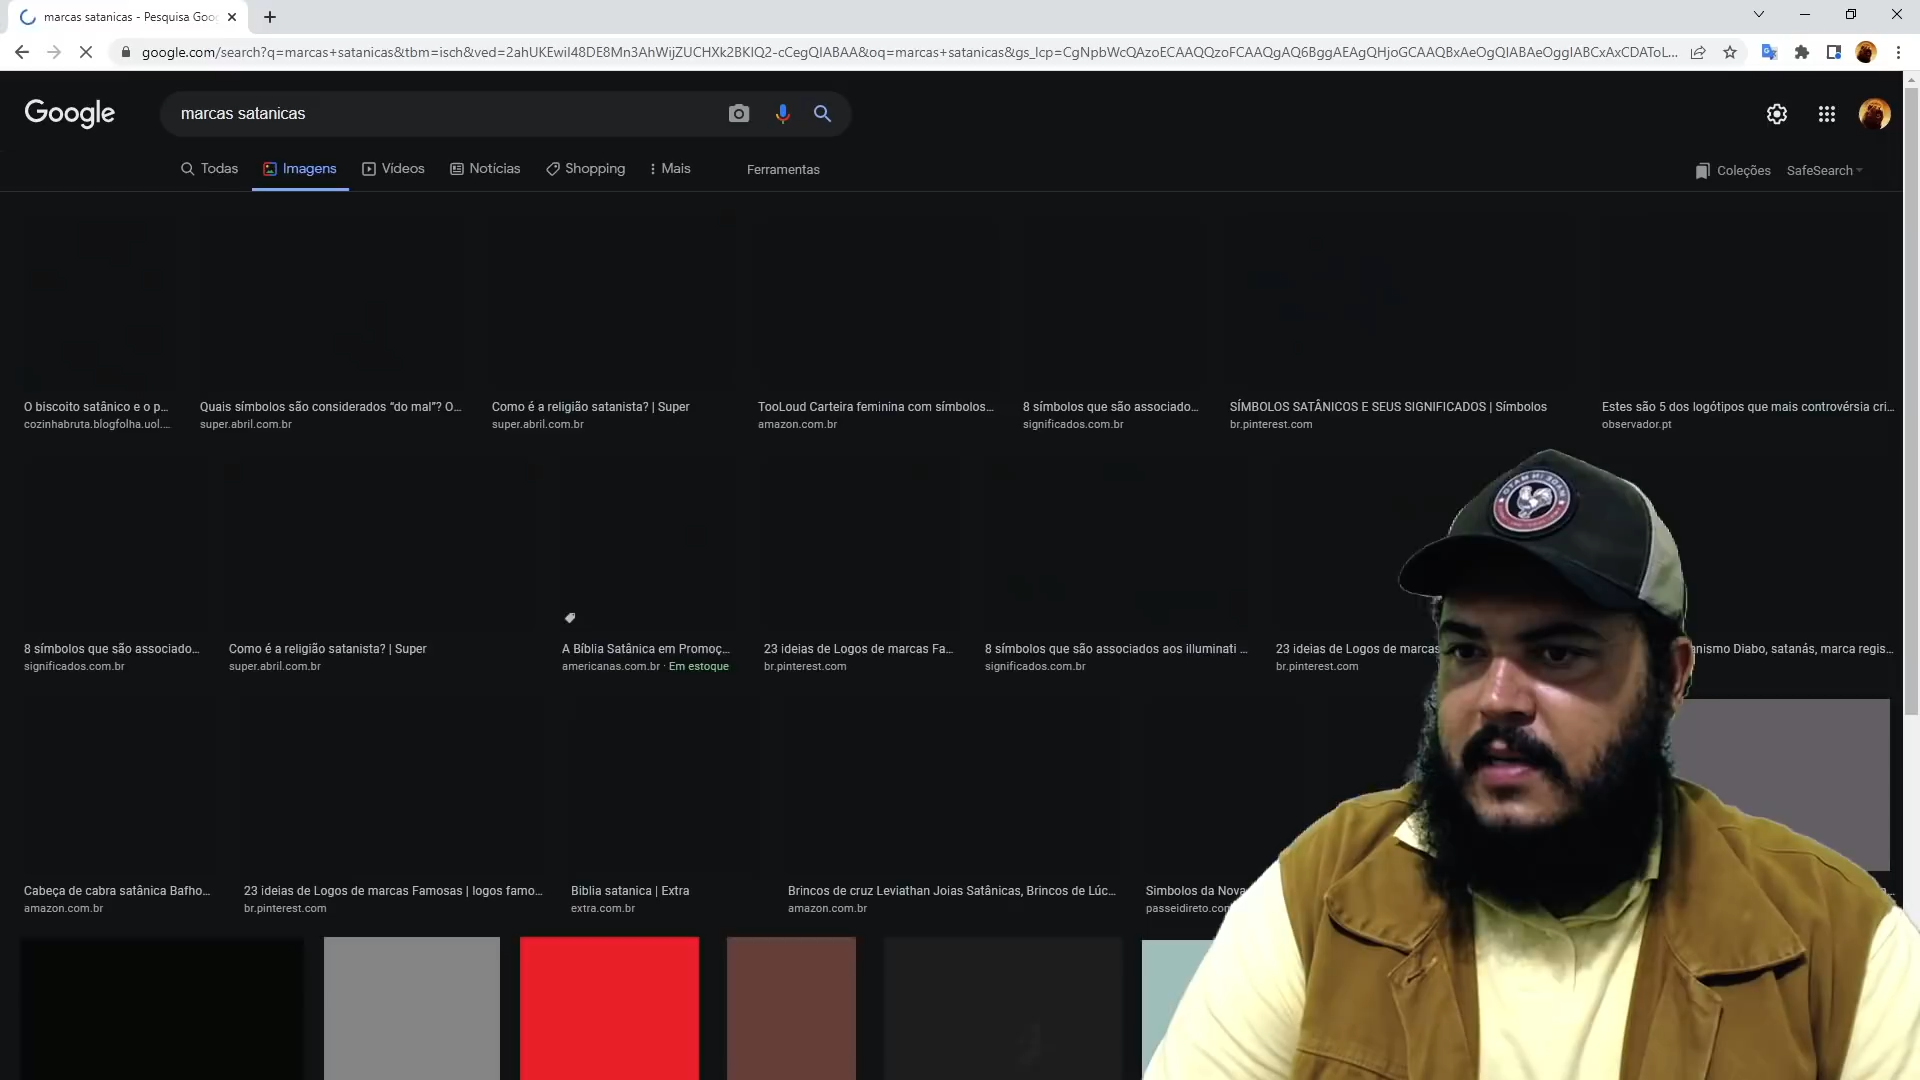 marcas satanicas - Pesquisa Goo
google.com/search?q=marcas+satanicas&tbm=isch&ved=2ahUKEwiI48DE8Mn3AhWijZUCHXk2BKIQ2-cCegQIABAA&oq=marcas+satanicas&gs_lcp=CgNpbWcQAzoECAAQQzoFCAAQgAQ6BggAEAgQHjoGCAAQBxAeOgQIABAeOggIABCxAxCDAToL...
Google
marcas satanicas
Todas
Imagens
Vídeos
Notícias
Shopping
Mais
Ferramentas
Coleções
SafeSearch
O biscoito satânico e o p...
cozinhabruta.blogfolha.uol....
Quais símbolos são considerados “do mal”? O...
super.abril.com.br
Como é a religião satanista? | Super
super.abril.com.br
TooLoud Carteira feminina com símbolos...
amazon.com.br
8 símbolos que são associado...
significados.com.br
SÍMBOLOS SATÂNICOS E SEUS SIGNIFICADOS | Símbolos
br.pinterest.com
Estes são 5 dos logótipos que mais controvérsia cri...
observador.pt
8 símbolos que são associado...
significados.com.br
Como é a religião satanista? | Super
super.abril.com.br
A Bíblia Satânica em Promoç...
americanas.com.br · Em estoque
23 ideias de Logos de marcas Fa...
br.pinterest.com
8 símbolos que são associados aos illuminati ...
significados.com.br
23 ideias de Logos de marcas
br.pinterest.com
nismo Diabo, satanás, marca regis...
Cabeça de cabra satânica Bafho...
amazon.com.br
23 ideias de Logos de marcas Famosas | logos famo...
br.pinterest.com
Biblia satanica | Extra
extra.com.br
Brincos de cruz Leviathan Joias Satânicas, Brincos de Lúc...
amazon.com.br
Simbolos da Nova
passeidireto.com